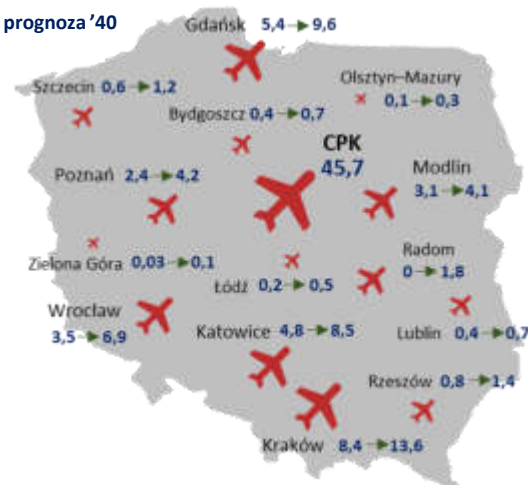 prognoza '40
Gdańsk 5,4 → 9,6
Szczecin 0,6 → 1,2
Olsztyn–Mazury
0,1 → 0,3
Bydgoszcz 0,4 → 0,7
CPK
45,7
Poznań 2,4 → 4,2
Modlin
3,1 → 4,1
Zielona Góra 0,03 → 0,1
Radom
0 → 1,8
Łódź 0,2 → 0,5
Wrocław
3,5 → 6,9
Katowice 4,8 → 8,5
Lublin 0,4 → 0,7
Rzeszów 0,8 → 1,4
Kraków 8,4 → 13,6